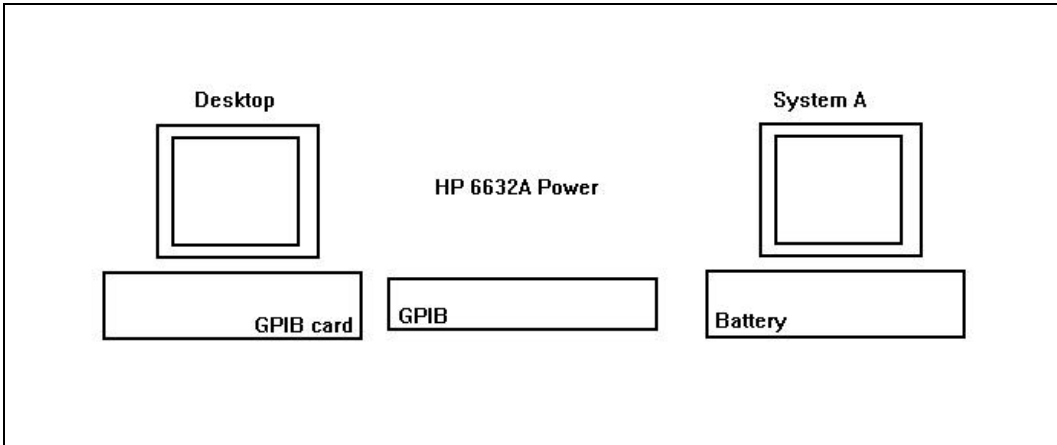 Desktop
System A
HP 6632A Power
GPIB card
GPIB
Battery